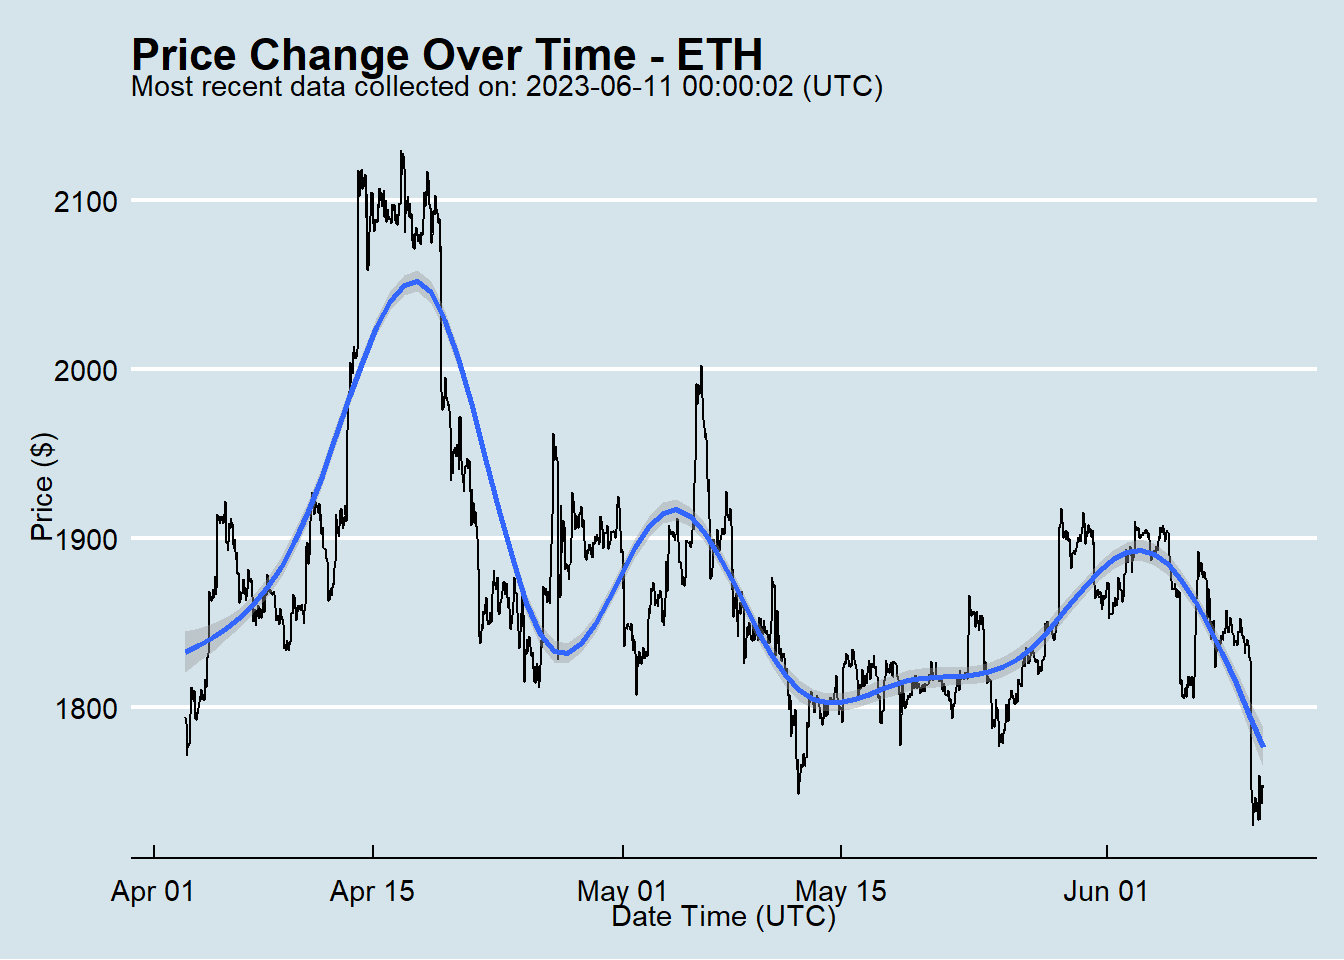 Price Change Over Time - ETH
Most recent data collected on: 2023-06-11 00:00:02 (UTC)
Price ($)
2100
2000
1900
1800
Apr 01
Apr 15
May 01
May 15
Jun 01
Date Time (UTC)